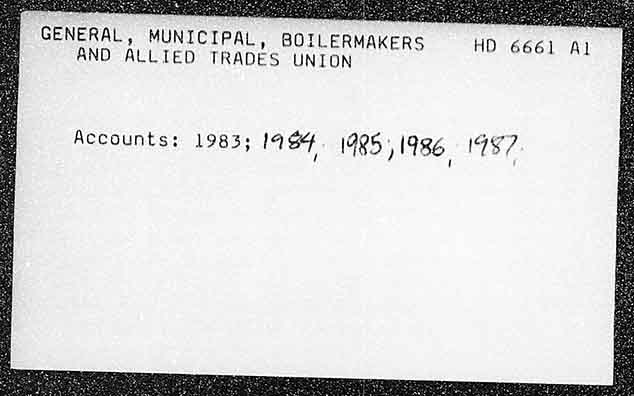 GENERAL, MUNICIPAL, BOILERMAKERS HD 6661 A1
AND ALLIED TRADES UNION
Accounts: 1983; 1984, 1985; 1986, 1987,